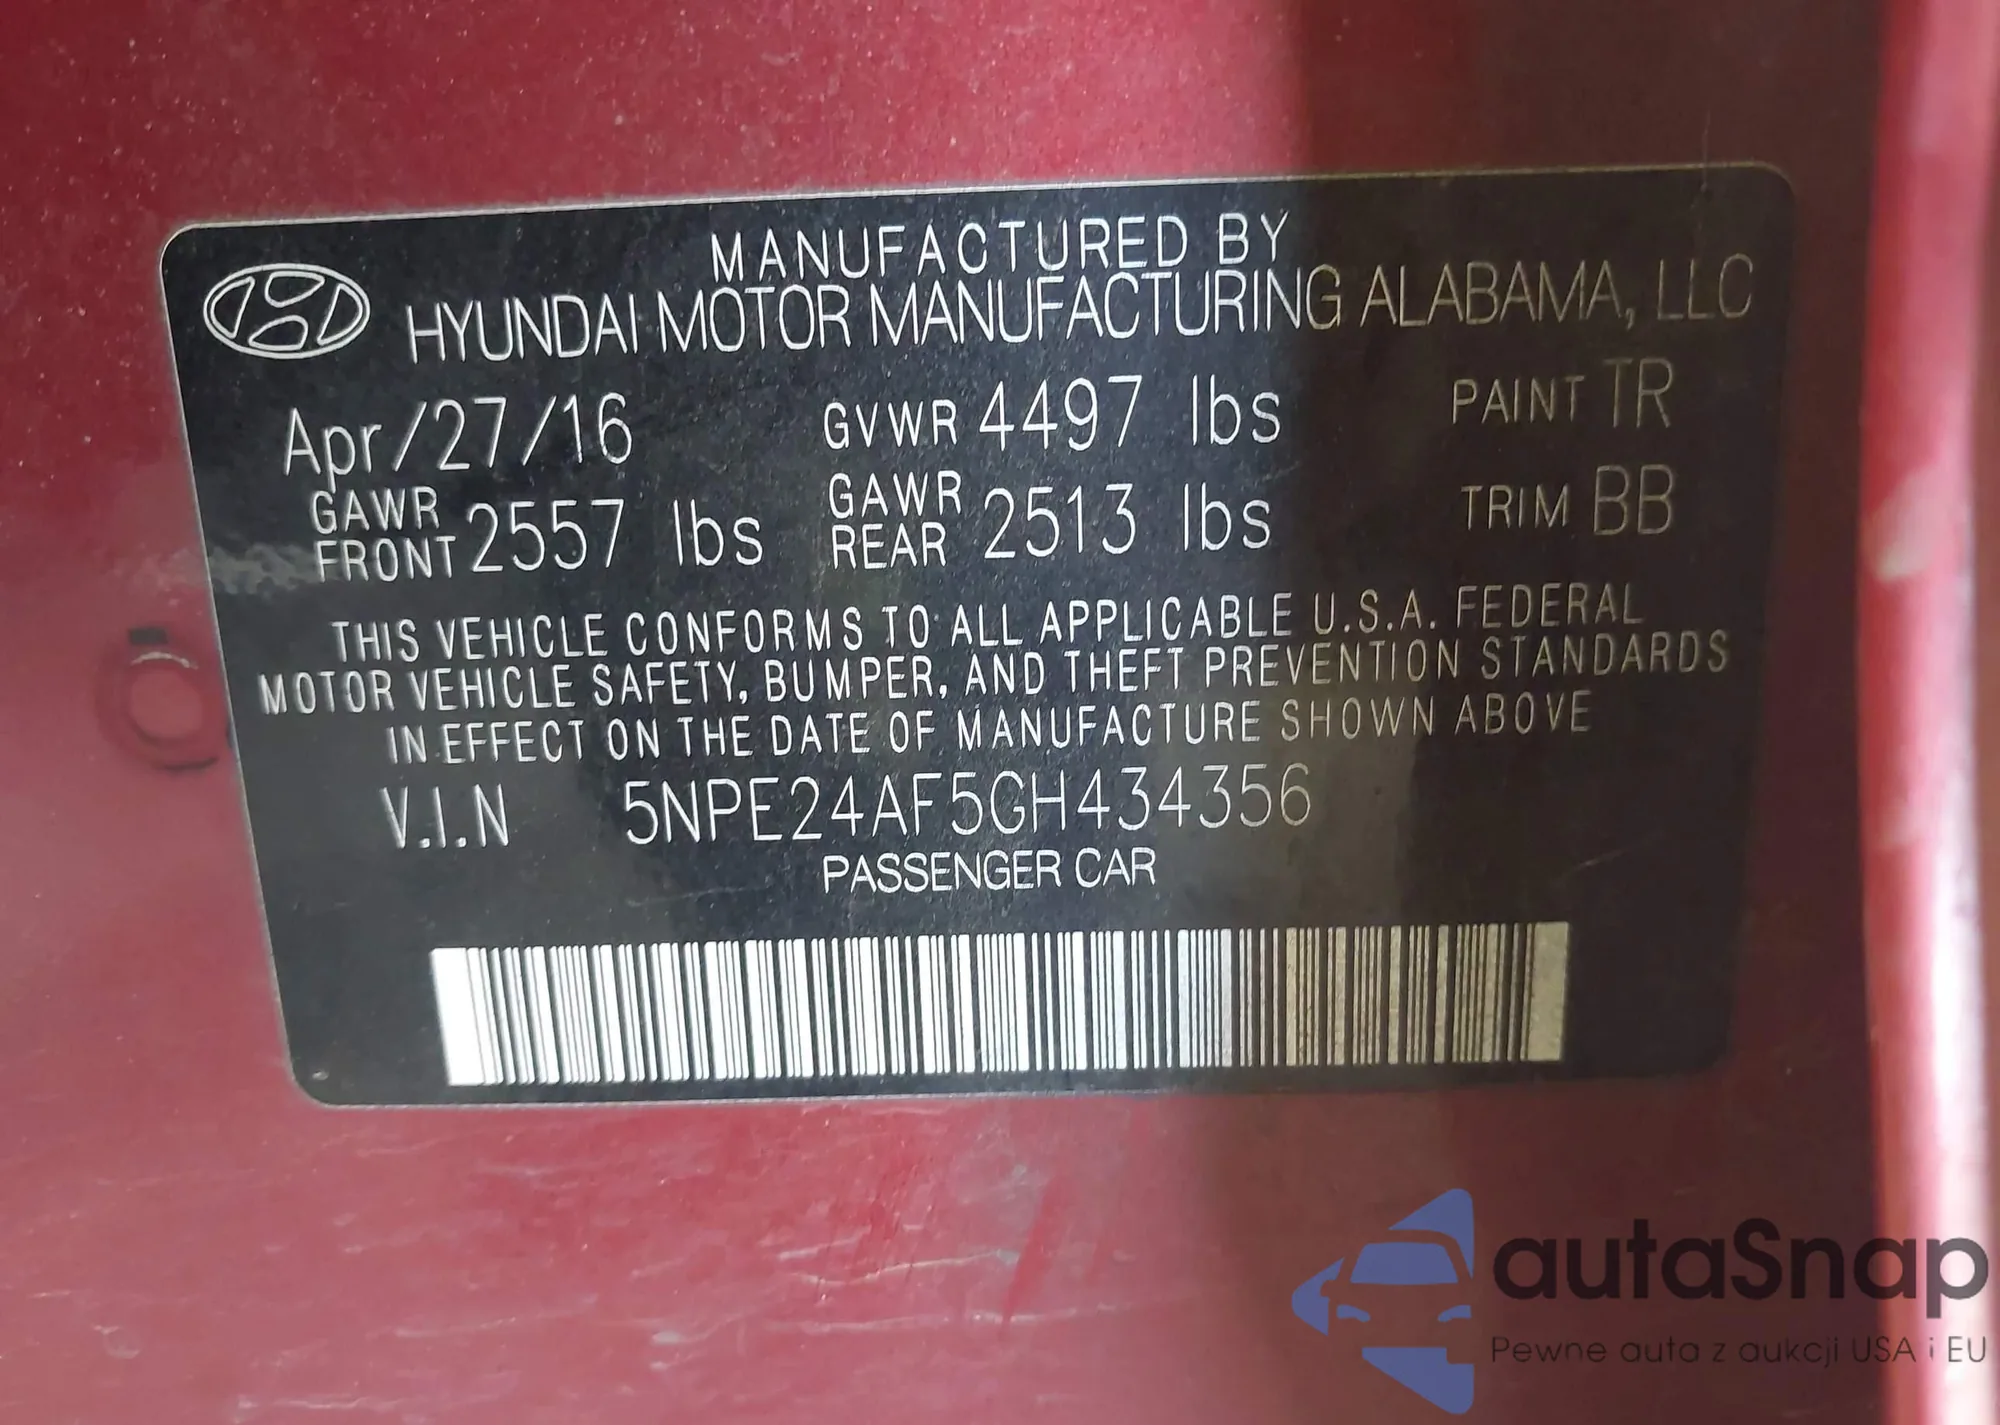 MANUFACTURED BY
HYUNDAI MOTOR MANUFACTURING ALABAMA, LLC
Apr/27/16 GVWR 4497 lbs PAINT TR
GAWR FRONT 2557 lbs GAWR REAR 2513 lbs TRIM BB
THIS VEHICLE CONFORMS TO ALL APPLICABLE U.S.A. FEDERAL
MOTOR VEHICLE SAFETY, BUMPER, AND THEFT PREVENTION STANDARDS
IN EFFECT ON THE DATE OF MANUFACTURE SHOWN ABOVE
V.I.N 5NPE24AF5GH434356
PASSENGER CAR
autaSnap
Pewne auta z aukcji USA i EU